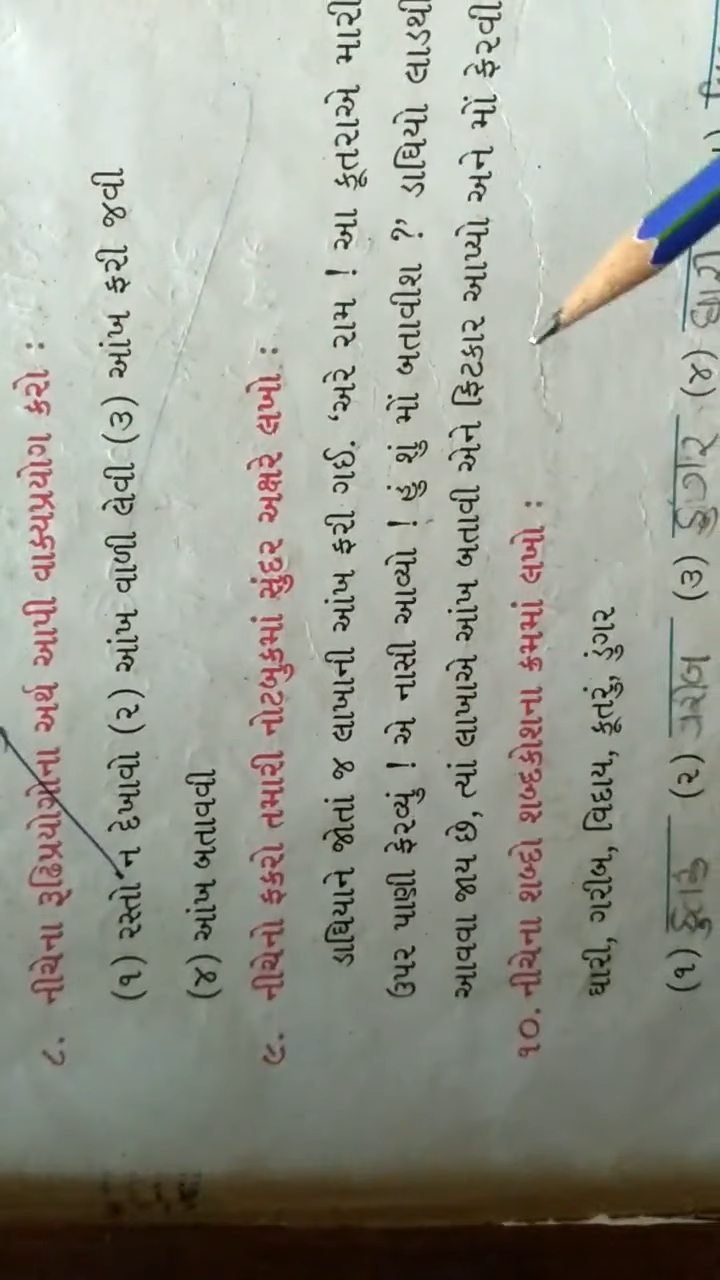 ૮. નીચેના રૂઢિપ્રયોગોના અર્થ આપી વાક્યપ્રયોગ કરો :
(૧) રસ્તો ન દેખાવો (૨) આંખ વાળી લેવી (૩) આંખ ફરી જવી
(૪) આંખ બતાવવી
૯. નીચેનો ફકરો તમારી નોટબુકમાં સુંદર અક્ષરે લખો :
ડાઘિયાને જોતાં જ લાખાની આંખ ફરી ગઈ. ‘અરે રામ ! આ કૂતરાએ મારી
ઉપર પાણી ફેરવ્યું ! એ નાસી આવ્યો ! હું શું મોં બતાવીશ ?’ ડાઘિયો લાડથી
આવવા જાય છે, ત્યાં લાખાએ આંખ બતાવી એને ફિટકાર આપ્યો અને મોં ફેરવી
૧૦. નીચેના શબ્દો શબ્દકોશના ક્રમમાં લખો :
ઘારી, ગરીબ, વિદાય, કૂતરું, ડુંગર
(૧) કૂતરું (૨) ગરીબ (૩) ડુંગર (૪) ઘારી